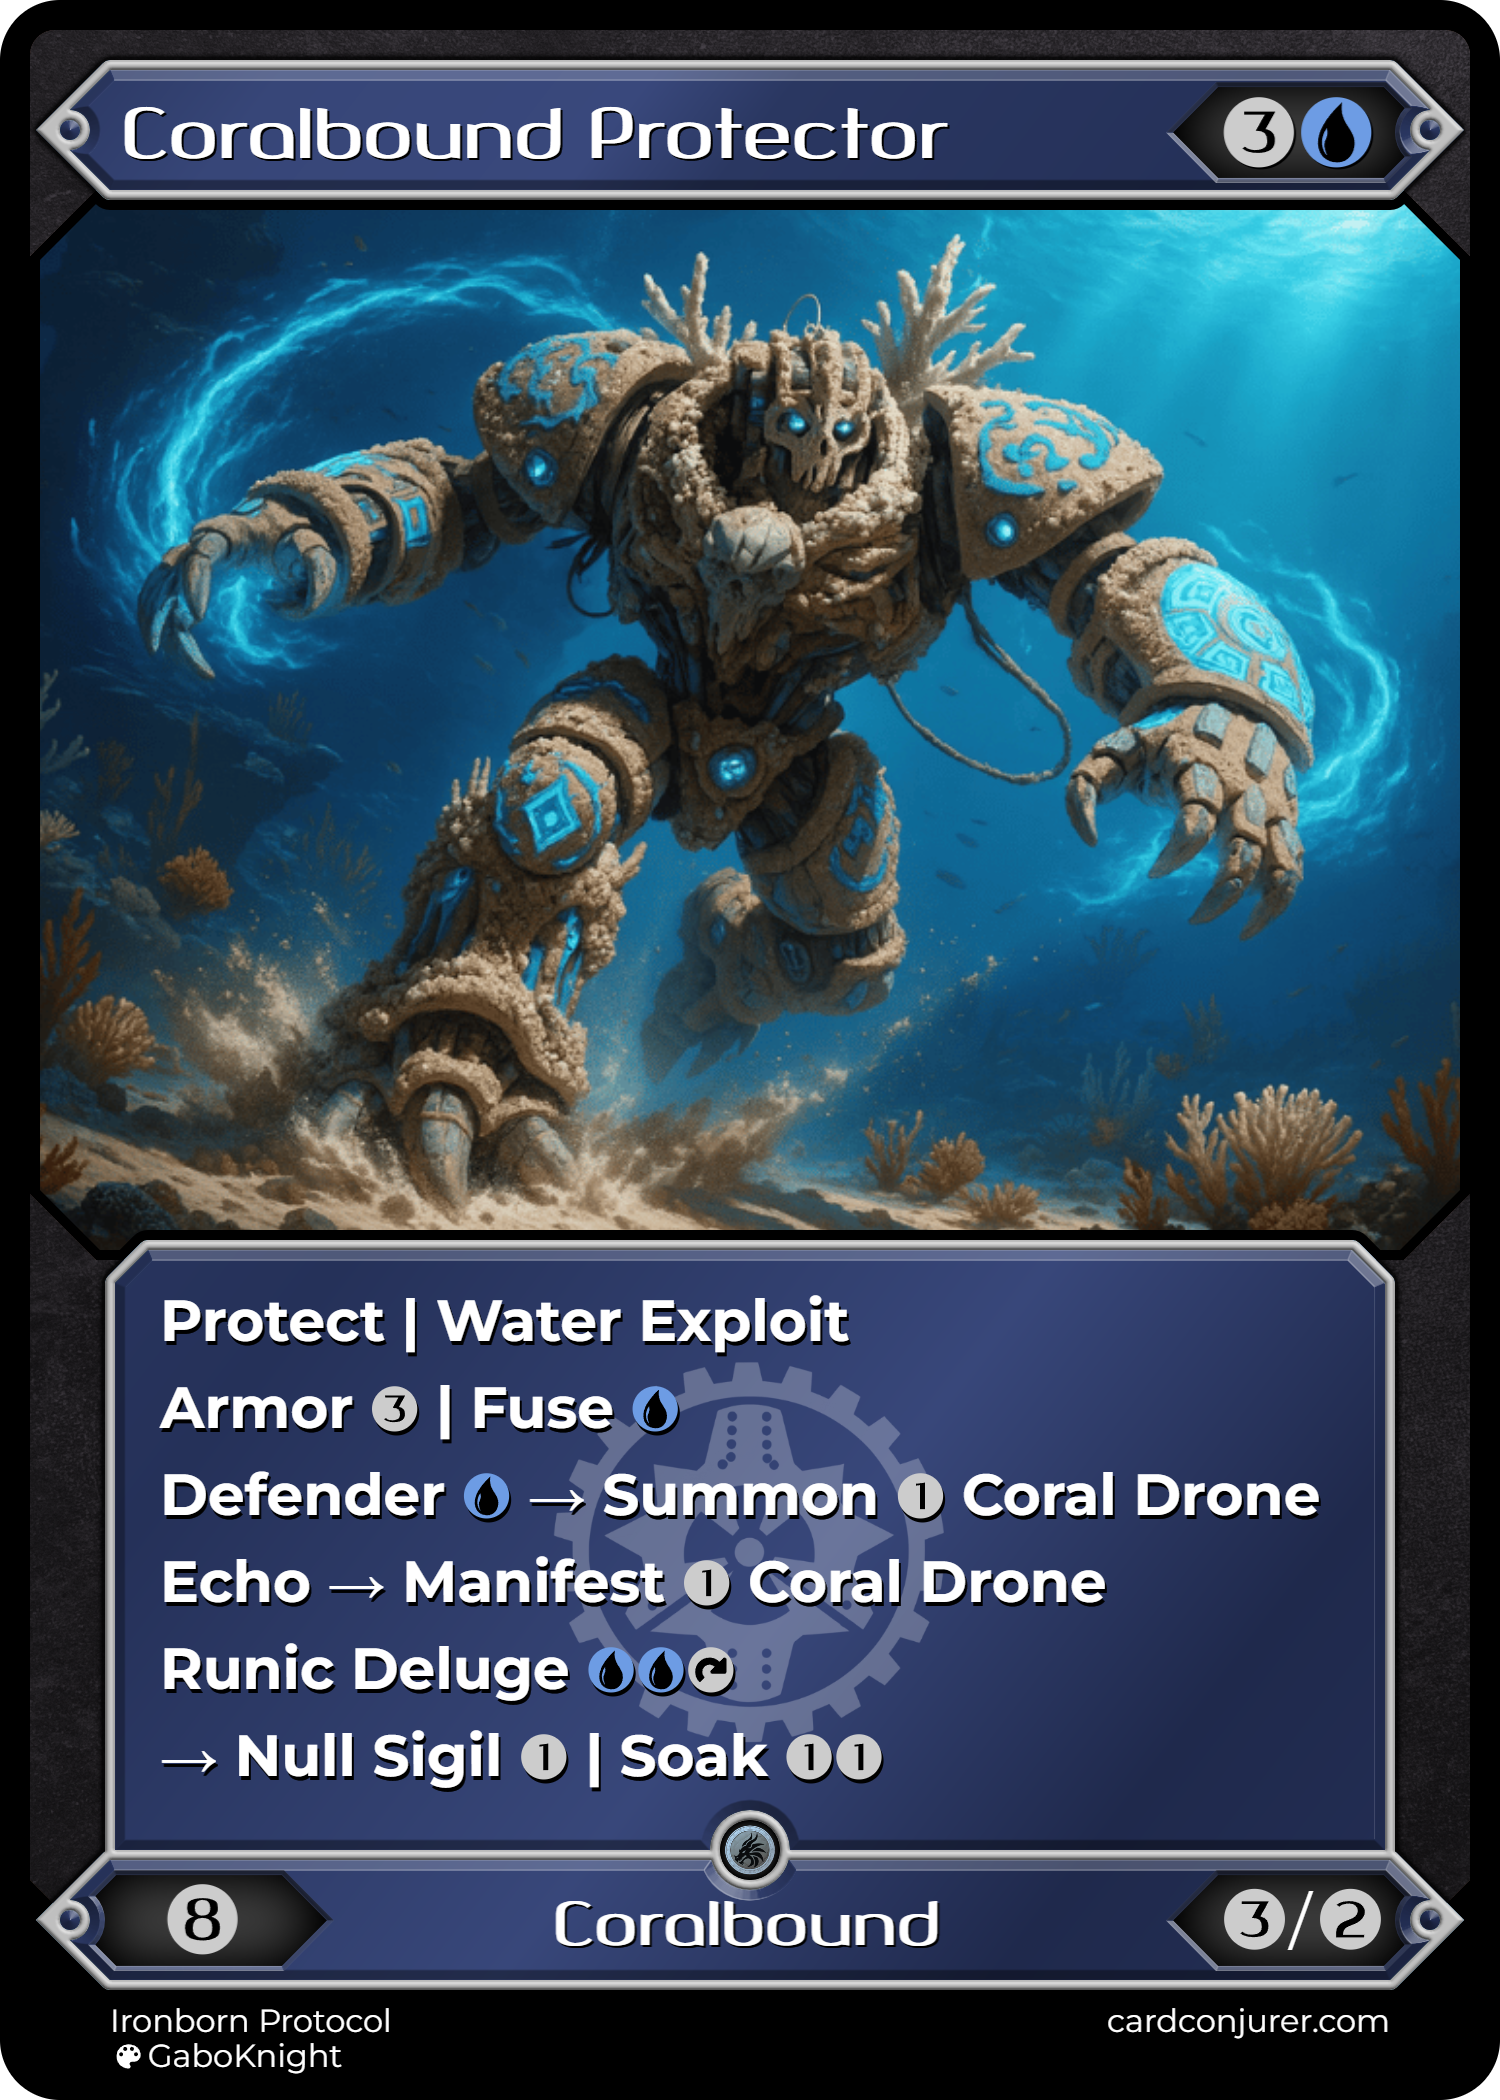 Coralbound Protector 3
Protect | Water Exploit
Armor 3 | Fuse
Defender → Summon 1 Coral Drone
Echo → Manifest 1 Coral Drone
Runic Deluge
→ Null Sigil 1 | Soak 1 1
8 Coralbound 3/2
Ironborn Protocol cardconjurer.com
GaboKnight